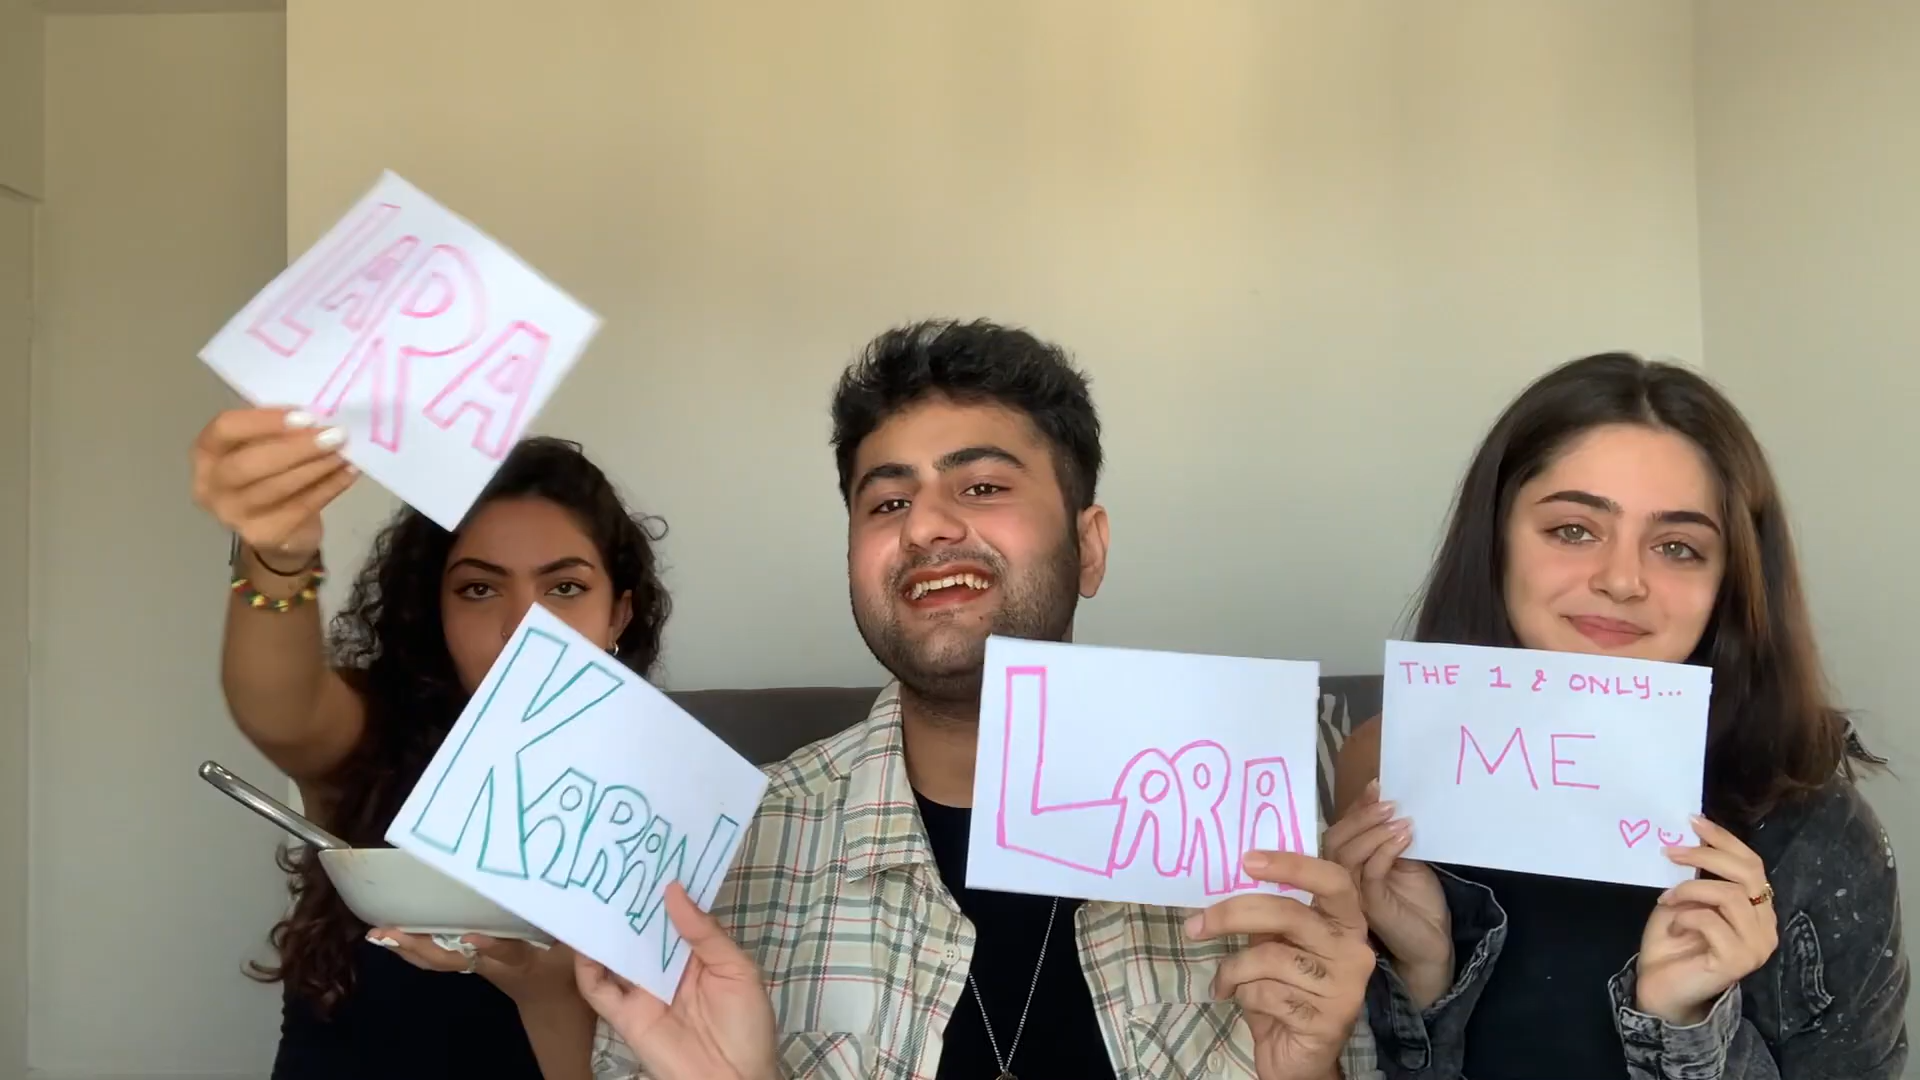 LARA
KARAN
LARA
THE 1 & ONLY...
ME